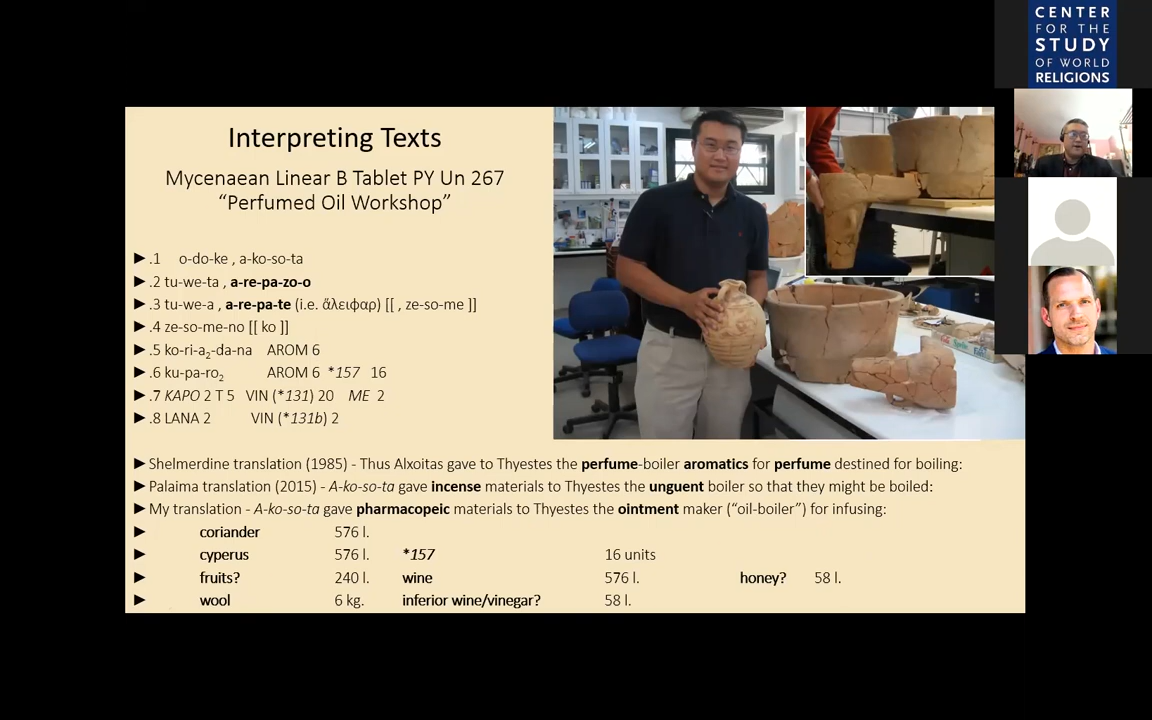 CENTER
FOR THE
STUDY
OF WORLD
RELIGIONS
Interpreting Texts
Mycenaean Linear B Tablet PY Un 267
“Perfumed Oil Workshop”
►.1 o-do-ke , a-ko-so-ta
►.2 tu-we-ta , a-re-pa-zo-o
►.3 tu-we-a , a-re-pa-te (i.e. ἄλειφαρ) [[ , ze-so-me ]]
►.4 ze-so-me-no [[ ko ]]
►.5 ko-ri-a₂-da-na AROM 6
►.6 ku-pa-ro₂ AROM 6 *157 16
►.7 KAPO 2 T 5 VIN (*131) 20 ME 2
►.8 LANA 2 VIN (*131b) 2
►Shelmerdine translation (1985) - Thus Alxoitas gave to Thyestes the perfume-boiler aromatics for perfume destined for boiling:
►Palaima translation (2015) - A-ko-so-ta gave incense materials to Thyestes the unguent boiler so that they might be boiled:
►My translation - A-ko-so-ta gave pharmacopeic materials to Thyestes the ointment maker (“oil-boiler”) for infusing:
► coriander 576 l.
► cyperus 576 l. *157 16 units
► fruits? 240 l. wine 576 l. honey? 58 l.
► wool 6 kg. inferior wine/vinegar? 58 l.